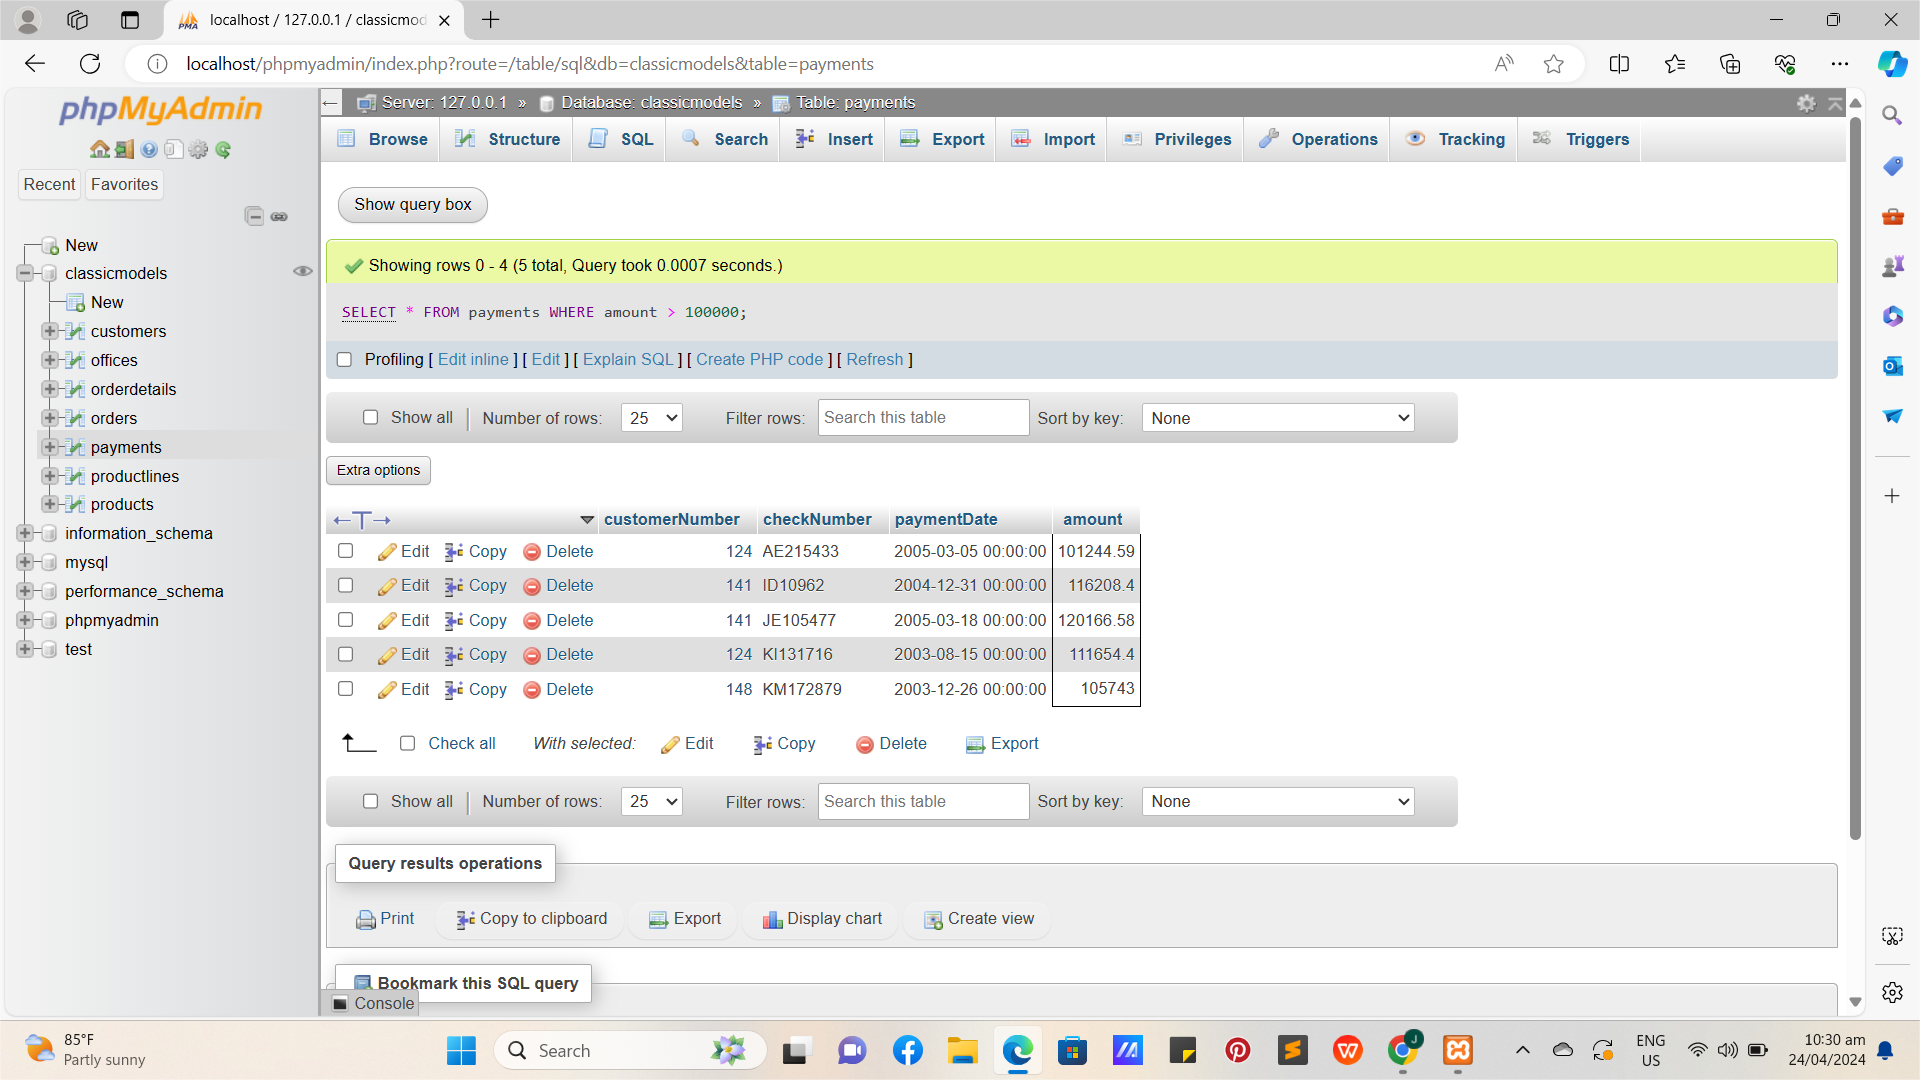 localhost / 127.0.0.1 / classicmod
localhost/phpmyadmin/index.php?route=/table/sql&db=classicmodels&table=payments
phpMyAdmin
Recent Favorites
New
classicmodels
New
customers
offices
orderdetails
orders
payments
productlines
products
information_schema
mysql
performance_schema
phpmyadmin
test
Server: 127.0.0.1 » Database: classicmodels » Table: payments
Browse Structure SQL Search Insert Export Import Privileges Operations Tracking Triggers
Show query box
Showing rows 0 - 4 (5 total, Query took 0.0007 seconds.)
SELECT * FROM payments WHERE amount > 100000;
Profiling [ Edit inline ] [ Edit ] [ Explain SQL ] [ Create PHP code ] [ Refresh ]
Show all Number of rows: 25 Filter rows: Search this table Sort by key: None
Extra options
←T→ customerNumber checkNumber paymentDate amount
Edit Copy Delete 124 AE215433 2005-03-05 00:00:00 101244.59
Edit Copy Delete 141 ID10962 2004-12-31 00:00:00 116208.4
Edit Copy Delete 141 JE105477 2005-03-18 00:00:00 120166.58
Edit Copy Delete 124 KI131716 2003-08-15 00:00:00 111654.4
Edit Copy Delete 148 KM172879 2003-12-26 00:00:00 105743
Check all With selected: Edit Copy Delete Export
Show all Number of rows: 25 Filter rows: Search this table Sort by key: None
Query results operations
Print Copy to clipboard Export Display chart Create view
Bookmark this SQL query
Console
85°F
Partly sunny
Search
ENG
US
10:30 am
24/04/2024